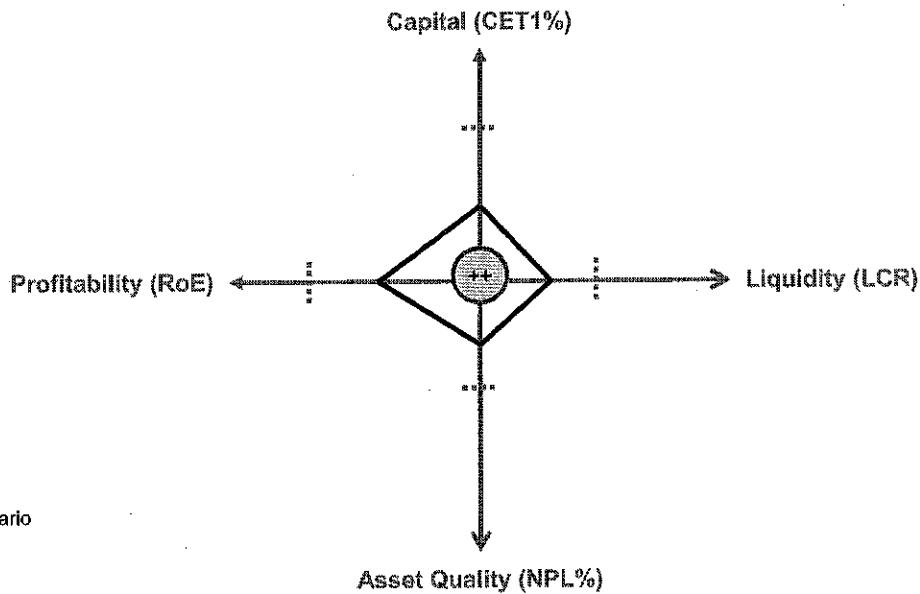 Capital (CET1%)
Profitability (RoE)
++
Liquidity (LCR)
ario
Asset Quality (NPL%)